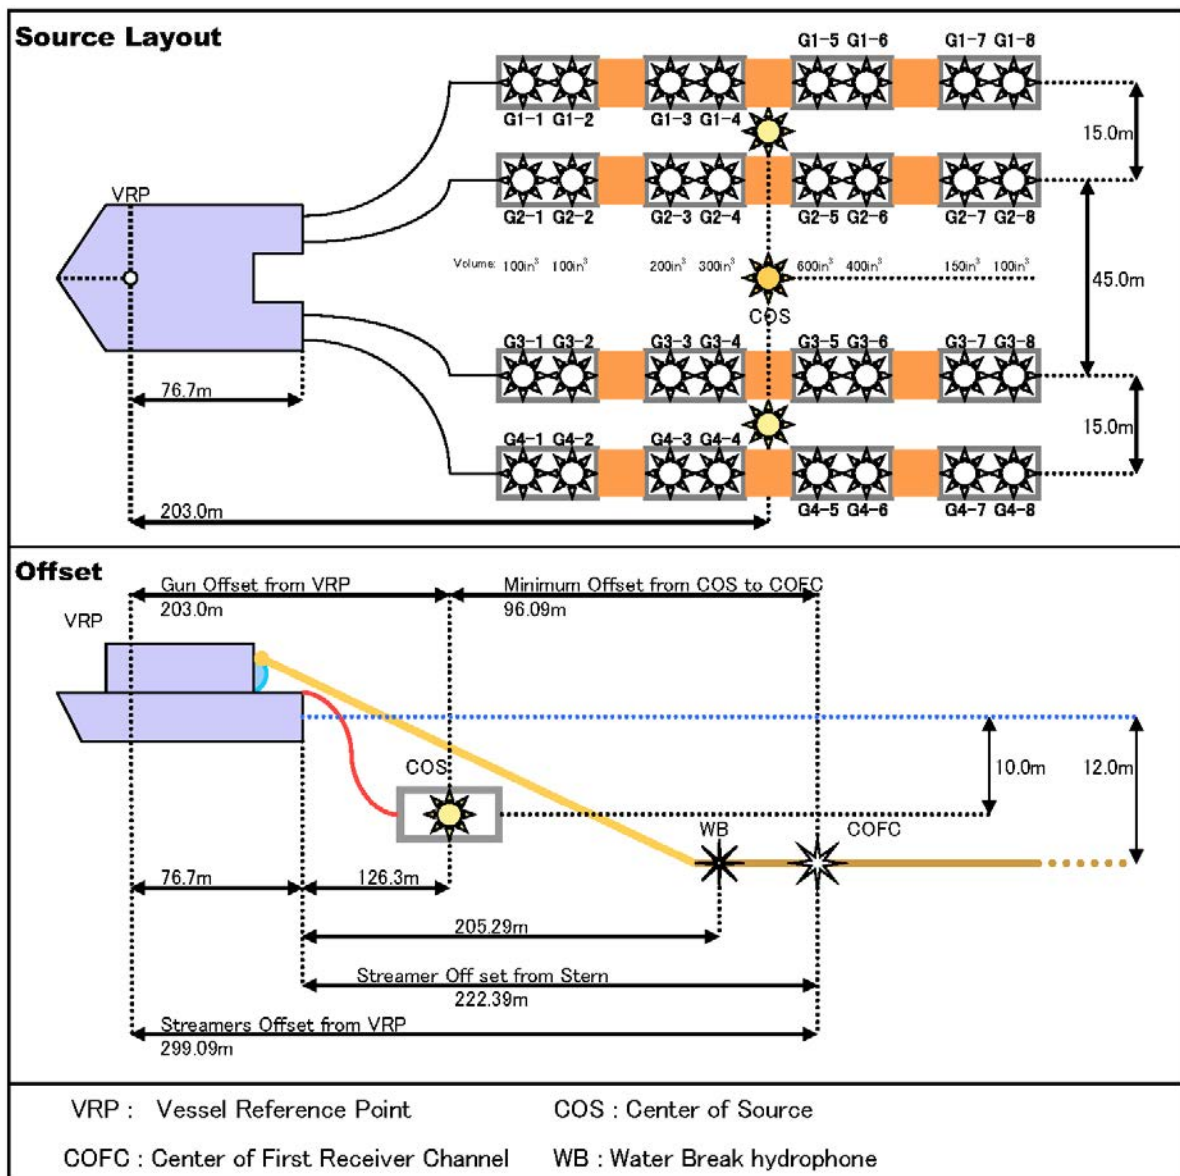 Source Layout
G1-5 G1-6 G1-7 G1-8
G1-1 G1-2 G1-3 G1-4
15.0m
VRP
G2-1 G2-2 G2-3 G2-4 G2-5 G2-6 G2-7 G2-8
Volume: 100in³ 100in³ 200in³ 300in³ 600in³ 400in³ 150in³ 100in³
45.0m
COS
G3-1 G3-2 G3-3 G3-4 G3-5 G3-6 G3-7 G3-8
76.7m
15.0m
G4-1 G4-2 G4-3 G4-4
G4-5 G4-6 G4-7 G4-8
203.0m
Offset
Gun Offset from VRP
203.0m
Minimum Offset from COS to COFC
96.09m
VRP
COS
10.0m
12.0m
WB
COFC
76.7m
126.3m
205.29m
Streamer Off set from Stern
222.39m
Streamers Offset from VRP
299.09m
VRP : Vessel Reference Point
COS : Center of Source
COFC : Center of First Receiver Channel
WB : Water Break hydrophone